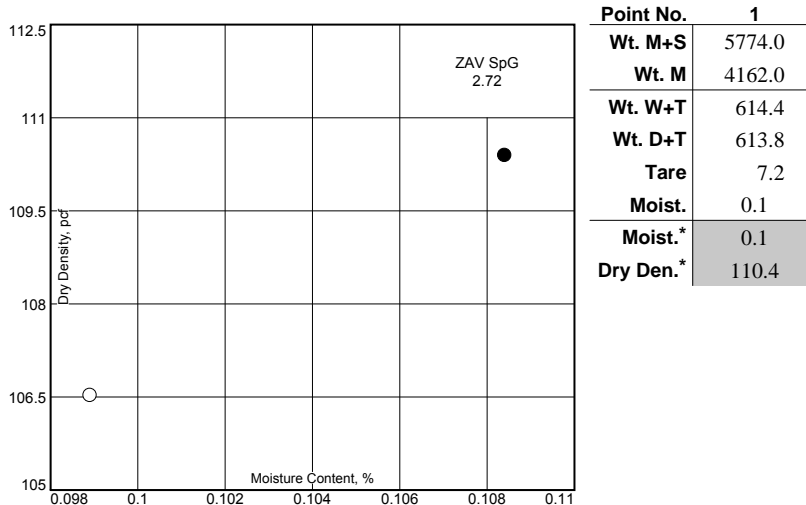 112.5
111
109.5
108
106.5
105
Dry Density, pcf
ZAV SpG
2.72
Moisture Content, %
0.098 0.1 0.102 0.104 0.106 0.108 0.11
Point No. 1
Wt. M+S 5774.0
Wt. M 4162.0
Wt. W+T 614.4
Wt. D+T 613.8
Tare 7.2
Moist. 0.1
Moist.* 0.1
Dry Den.* 110.4